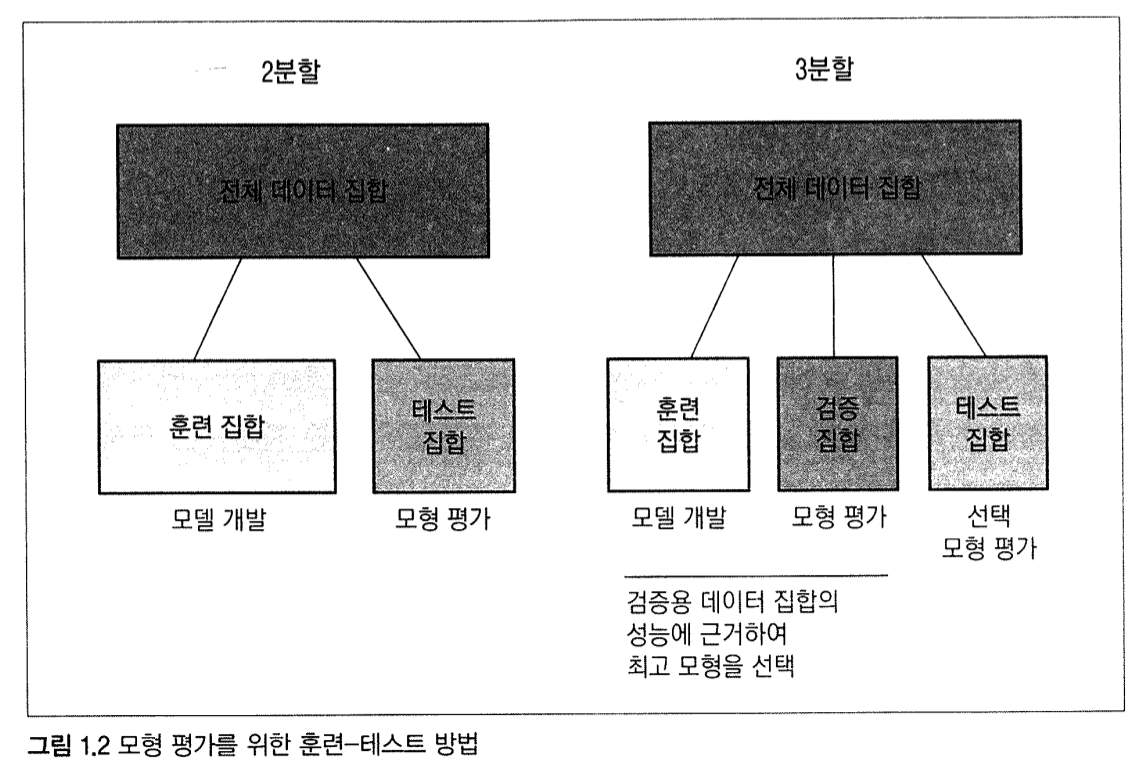 2분할
전체 데이터 집합
훈련 집합
모델 개발
테스트
집합
모형 평가
3분할
전체 데이터 집합
훈련
집합
모델 개발
검증
집합
모형 평가
테스트
집합
선택
모형 평가
검증용 데이터 집합의
성능에 근거하여
최고 모형을 선택
그림 1.2 모형 평가를 위한 훈련-테스트 방법